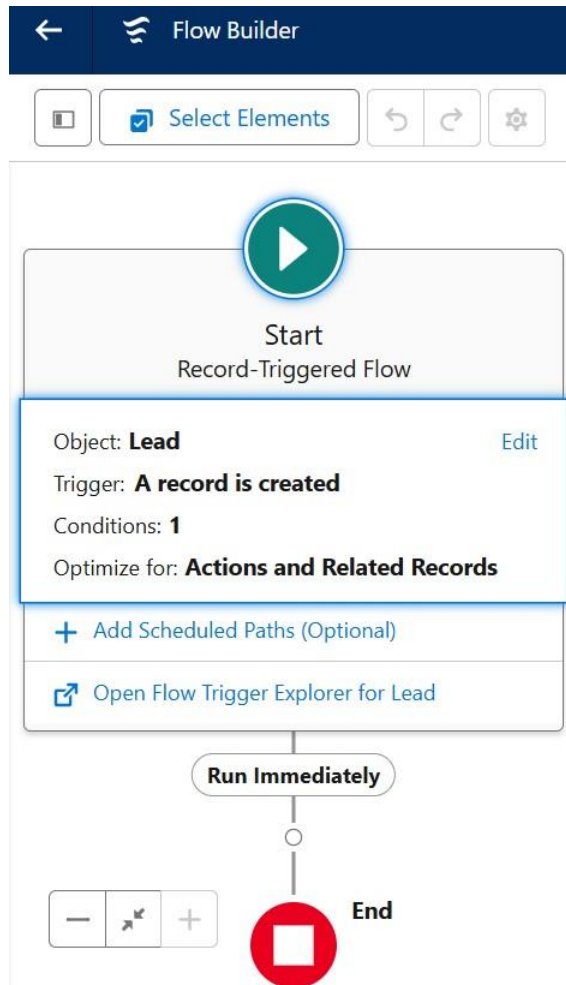 Flow Builder
Select Elements
Start
Record-Triggered Flow
Object: Lead Edit
Trigger: A record is created
Conditions: 1
Optimize for: Actions and Related Records
+ Add Scheduled Paths (Optional)
Open Flow Trigger Explorer for Lead
Run Immediately
End